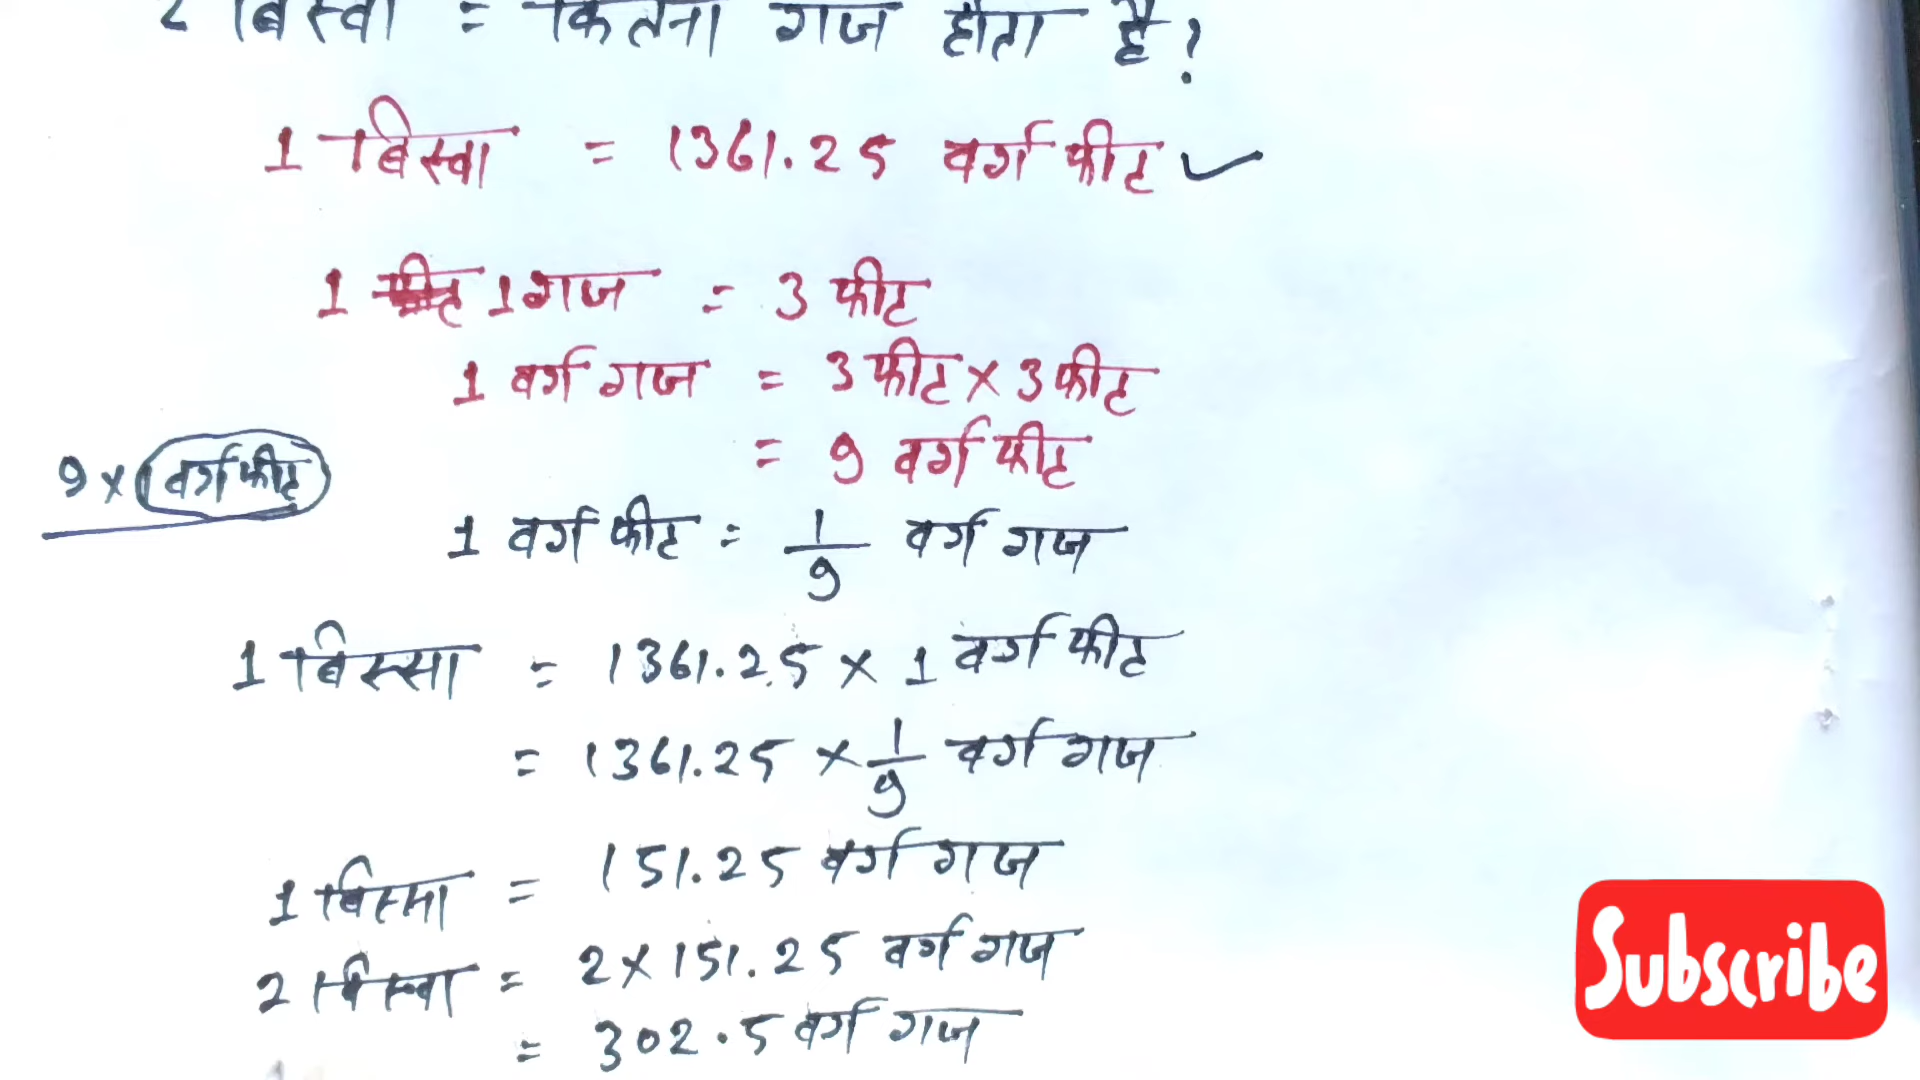 2 बिस्वा = कितना गज होता है?
1 बिस्वा = 1361.25 वर्ग फीट ✓
1 फीट 1 गज = 3 फीट
1 वर्ग गज = 3 फीट × 3 फीट
= 9 वर्ग फीट
9 × 1 वर्ग फीट
1 वर्ग फीट = 1/9 वर्ग गज
1 बिस्सा = 1361.25 × 1 वर्ग फीट
= 1361.25 × 1/9 वर्ग गज
1 बिस्सा = 151.25 वर्ग गज
2 बिस्वा = 2 × 151.25 वर्ग गज
= 302.5 वर्ग गज
Subscribe